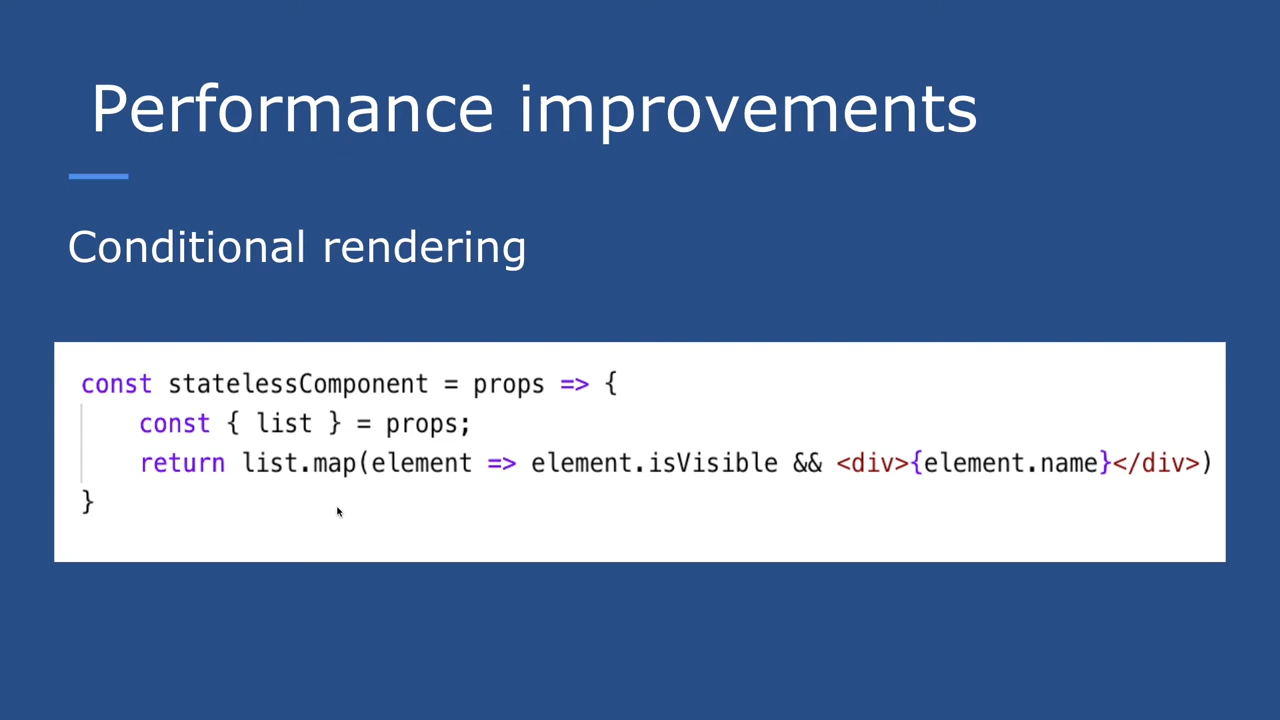 Performance improvements
Conditional rendering
const statelessComponent = props => {
    const { list } = props;
    return list.map(element => element.isVisible && <div>{element.name}</div>)
}